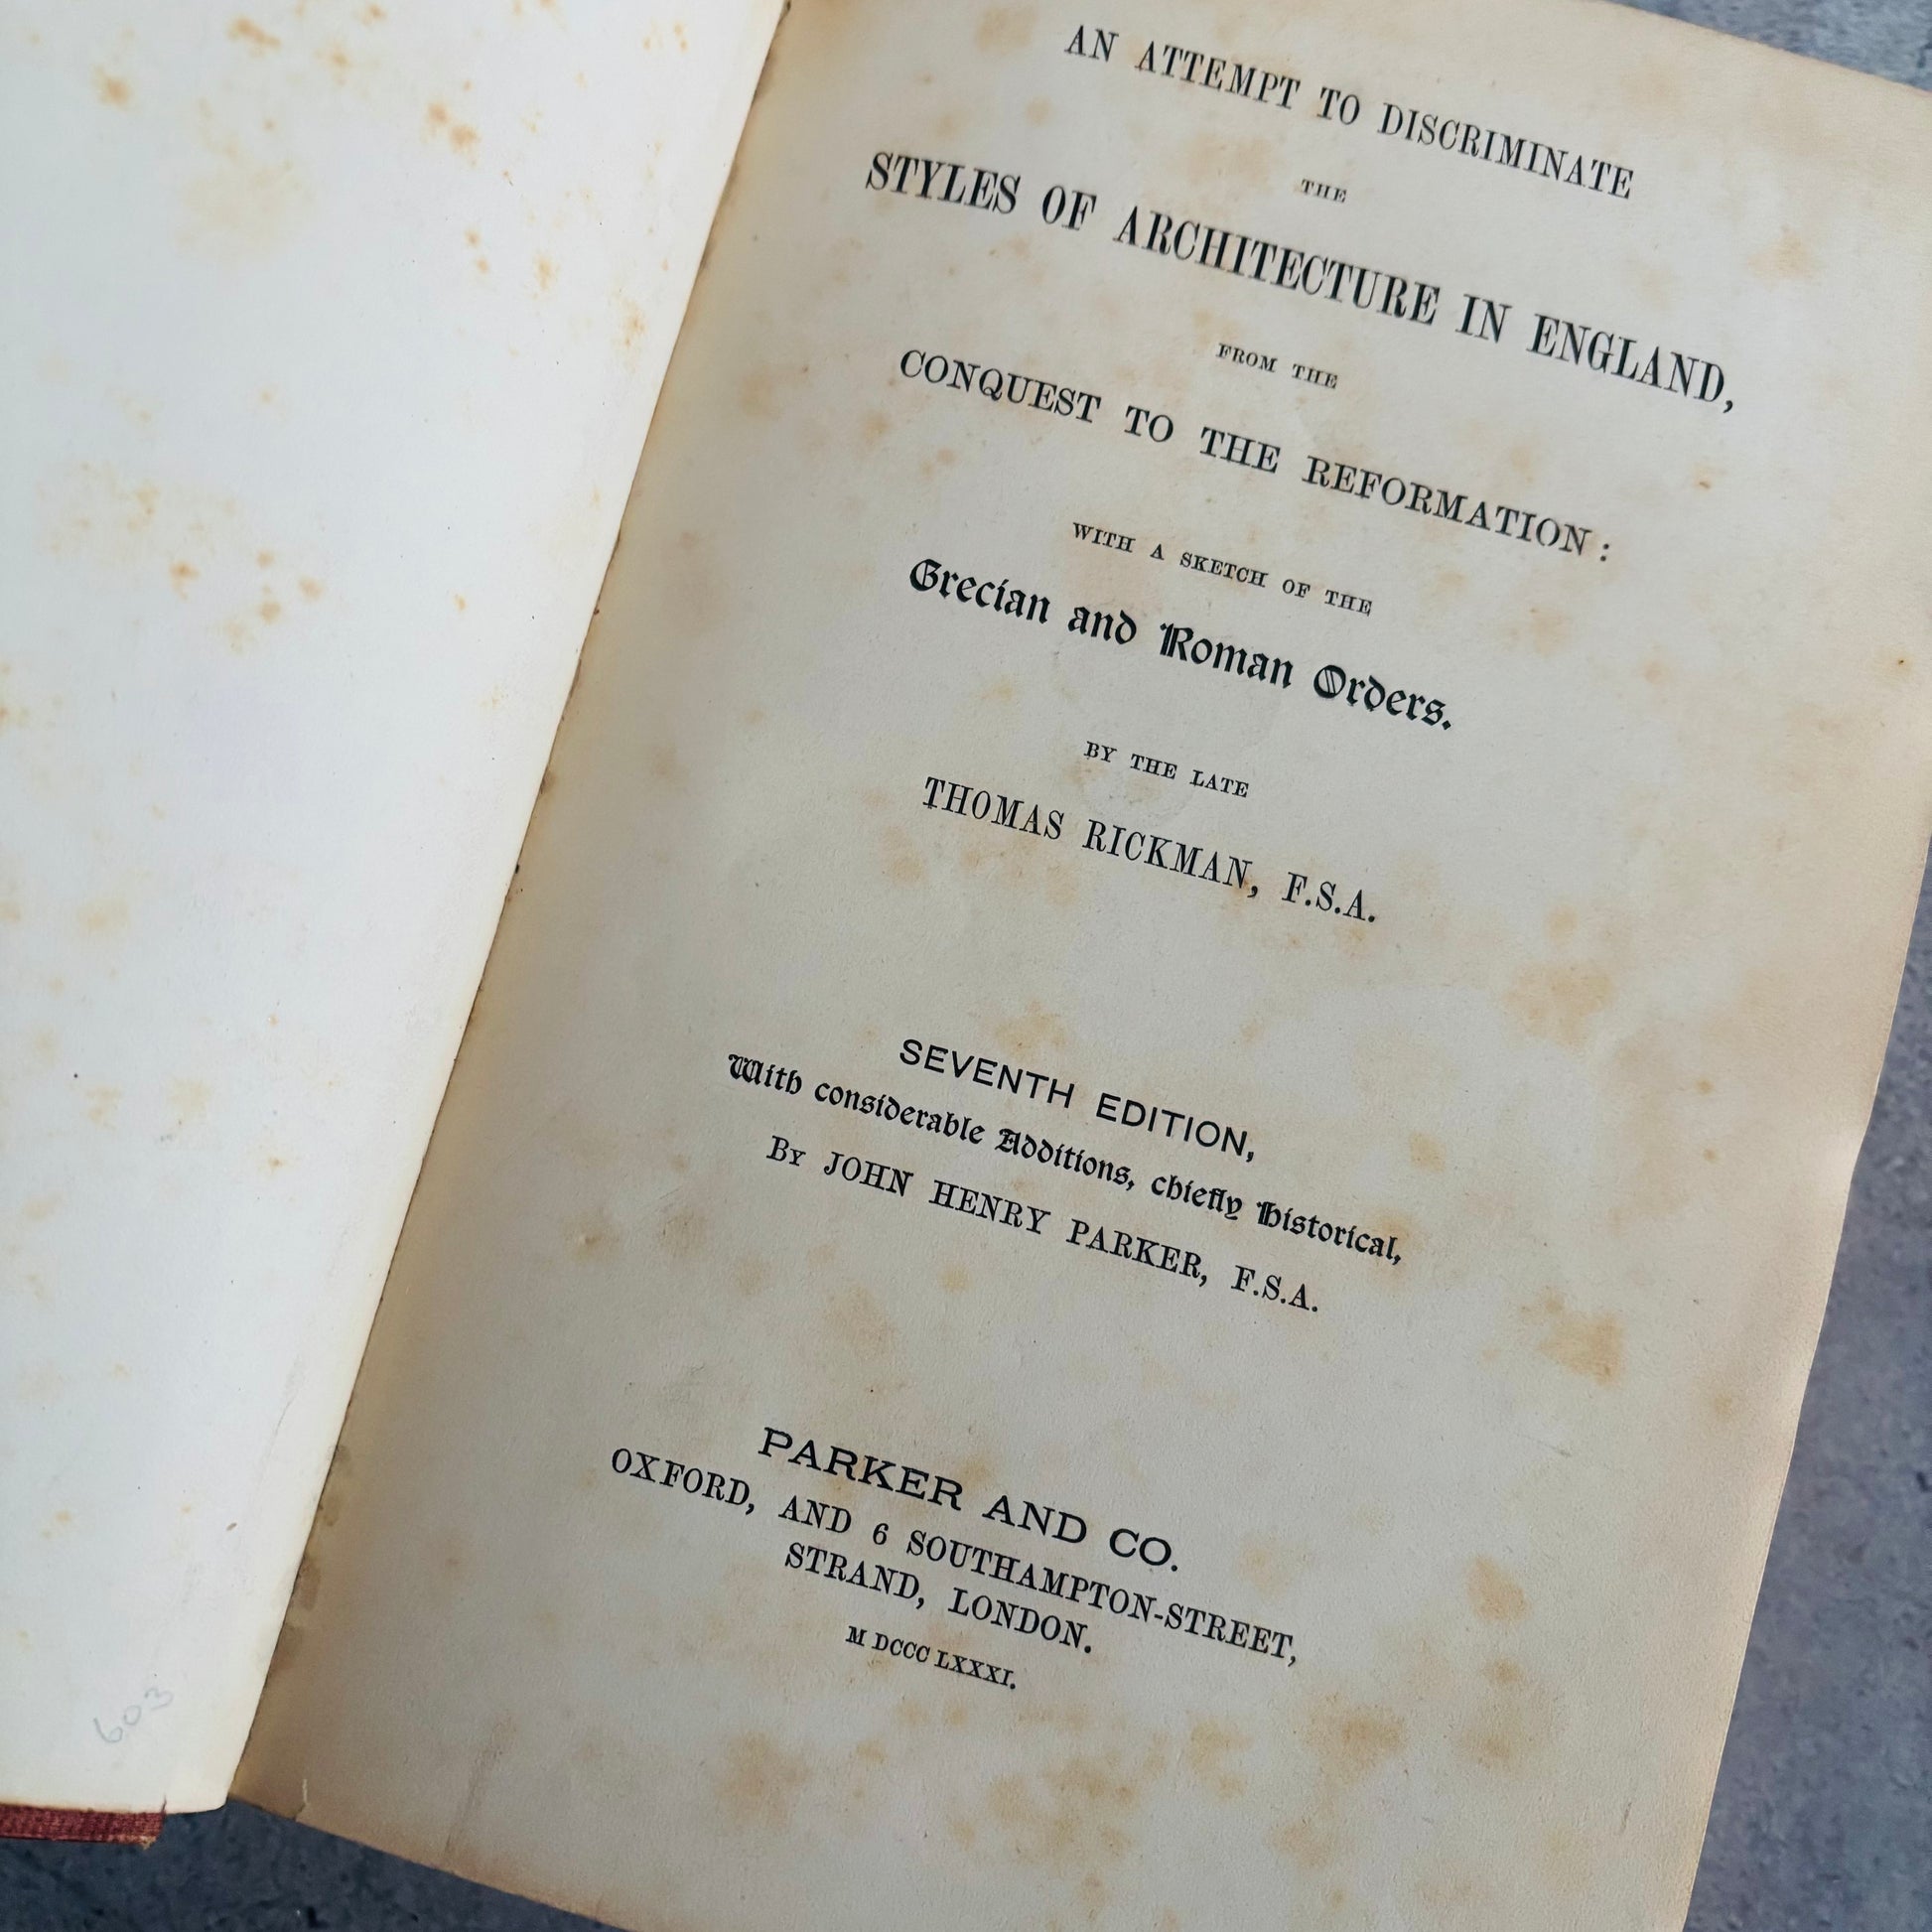 AN ATTEMPT TO DISCRIMINATE
THE
STYLES OF ARCHITECTURE IN ENGLAND,
FROM THE
CONQUEST TO THE REFORMATION:
WITH A SKETCH OF THE
Grecian and Roman Orders.
BY THE LATE
THOMAS RICKMAN, F.S.A.
SEVENTH EDITION,
With considerable Additions, chiefly Historical,
By JOHN HENRY PARKER, F.S.A.
PARKER AND CO.
OXFORD, AND 6 SOUTHAMPTON-STREET,
STRAND, LONDON.
M DCCC LXXXI.
603